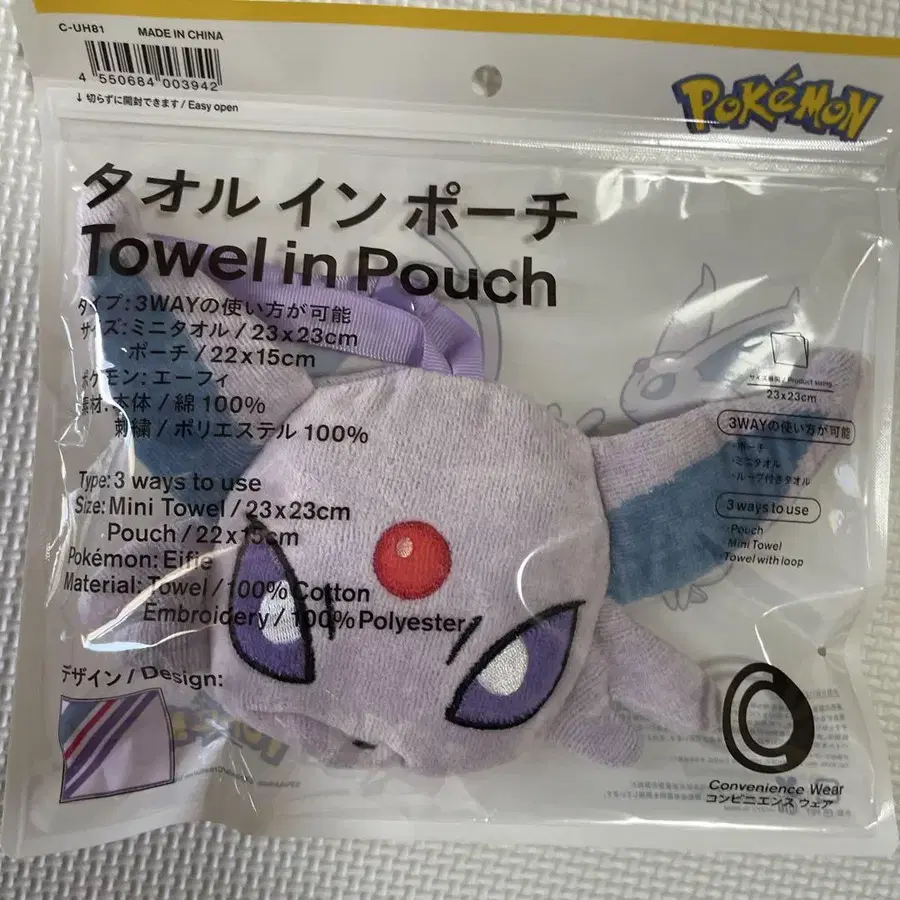 C-UH81 MADE IN CHINA
4 550684 003942
↓切らずに開封できます/Easy open
POKéMON
タオル イン ポーチ
Towel in Pouch
タイプ:3WAYの使い方が可能
サイズ:ミニタオル/23x23cm
ポーチ/22x15cm
ポケモン:エーフィ
素材:本体/綿 100%
刺繍/ポリエステル 100%
Type: 3 ways to use
Size: Mini Towel/23x23cm
Pouch/22x15cm
Pokémon: Eifie
Material: Towel/100% Cotton
Embroidery/100% Polyester
デザイン/Design:
Product sizing
23x23cm
3WAYの使い方が可能
・ポーチ
・ミニタオル
・ループ付きタオル
3 ways to use
・Pouch
・Mini Towel
・Towel with loop
Convenience Wear
コンビニエンス ウェア